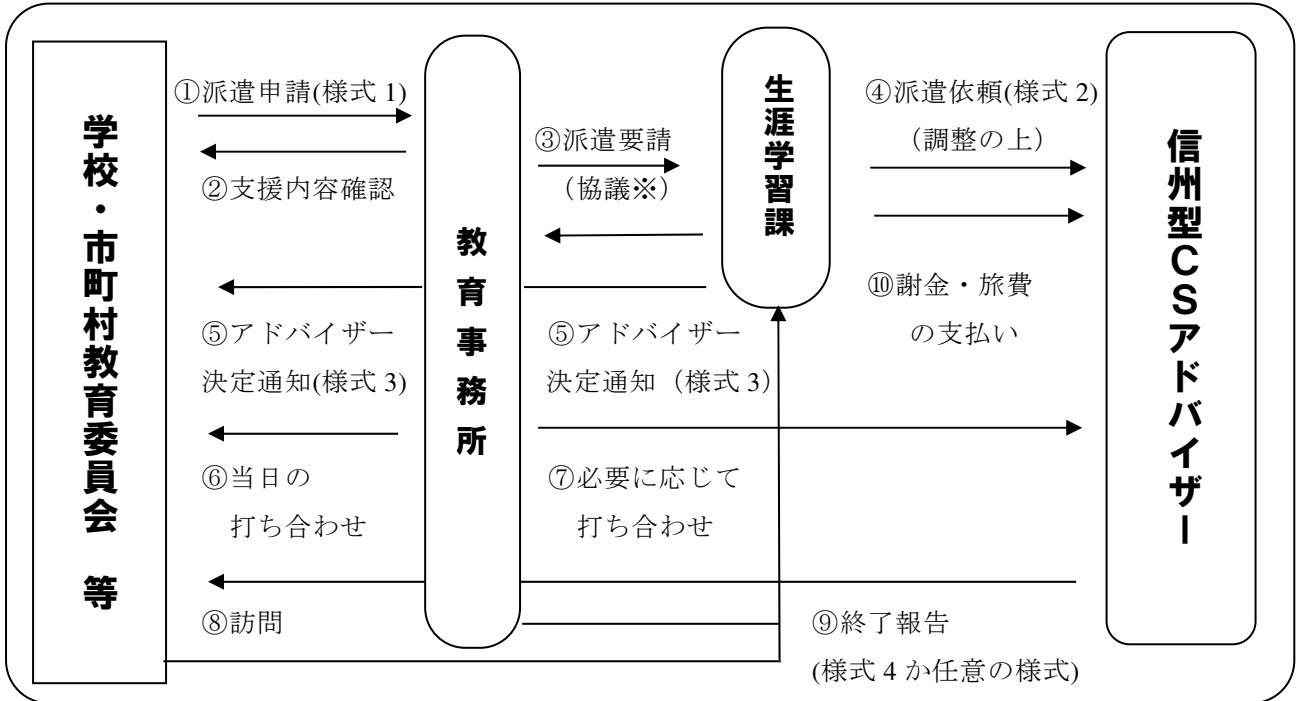 学校・市町村教育委員会　等
①派遣申請(様式 1)
②支援内容確認
⑤アドバイザー
決定通知(様式 3)
⑥当日の
打ち合わせ
⑧訪問
教育事務所
③派遣要請
（協議※）
⑤アドバイザー
決定通知（様式 3）
⑦必要に応じて
打ち合わせ
生涯学習課
④派遣依頼(様式 2)
（調整の上）
⑩謝金・旅費
の支払い
⑨終了報告
(様式 4 か任意の様式)
信州型ＣＳアドバイザー